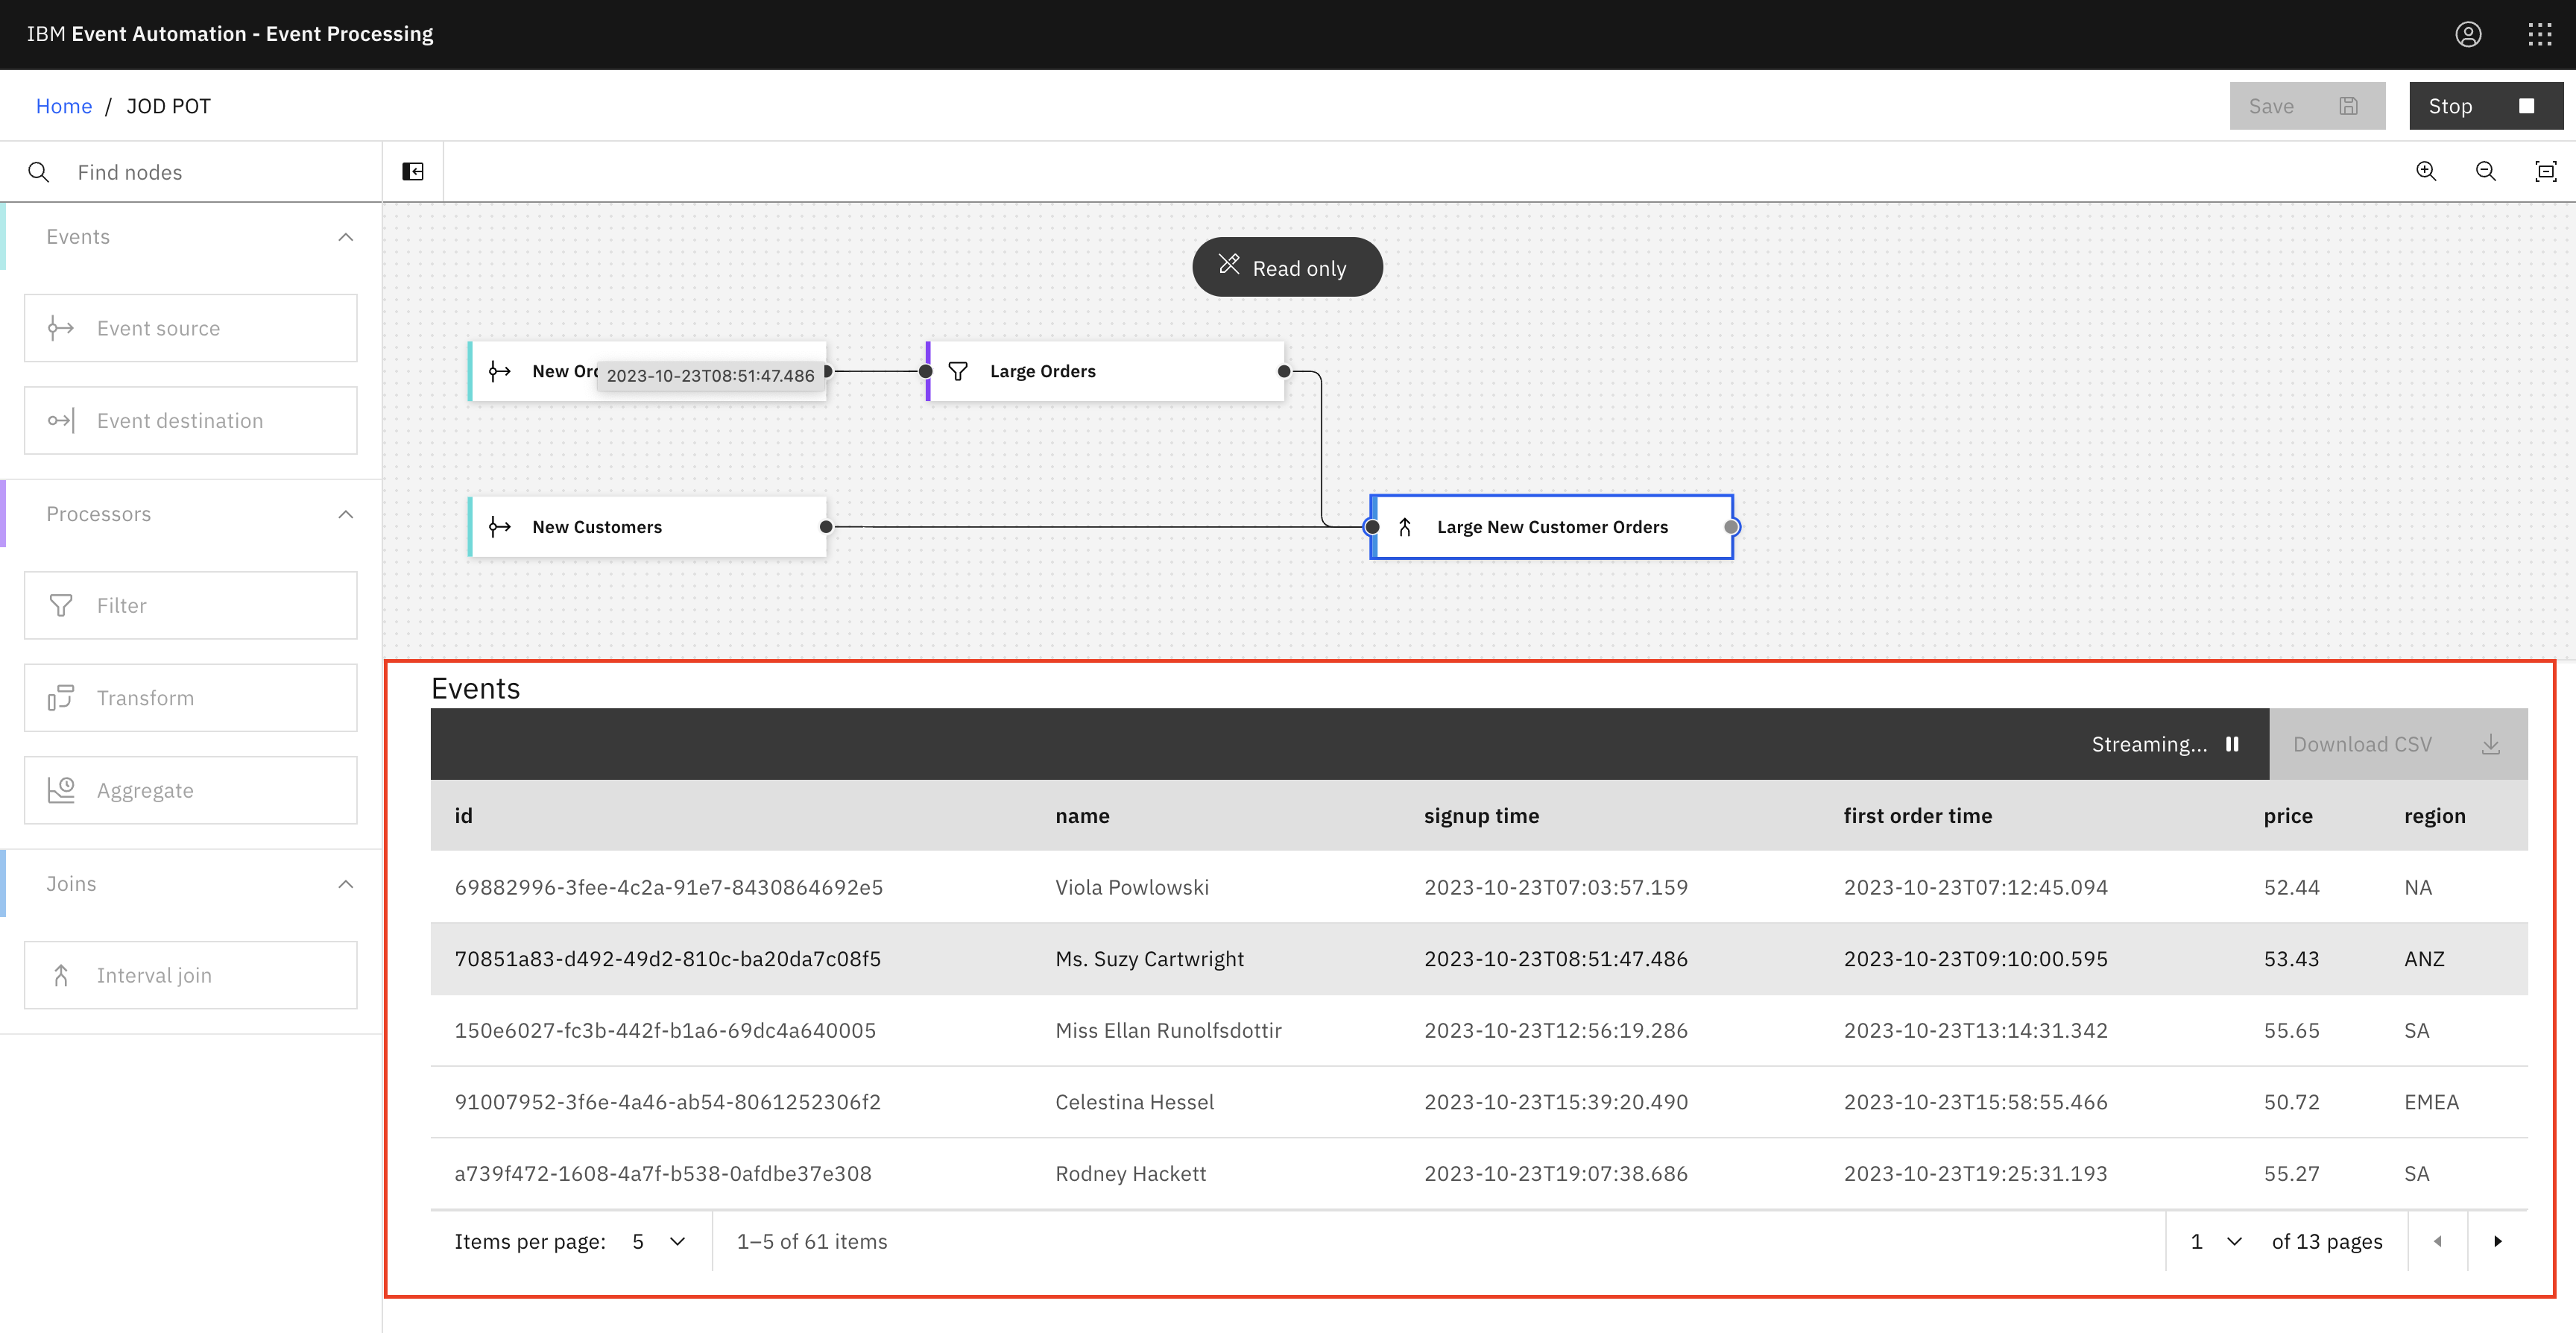 IBM Event Automation - Event Processing
Home / JOD POT
Save
Stop
Find nodes
Events
Event source
Event destination
Processors
Filter
Transform
Aggregate
Joins
Interval join
Read only
New Ord
2023-10-23T08:51:47.486
Large Orders
New Customers
Large New Customer Orders
Events
Streaming... Download CSV
id name signup time first order time price region
69882996-3fee-4c2a-91e7-8430864692e5 Viola Powlowski 2023-10-23T07:03:57.159 2023-10-23T07:12:45.094 52.44 NA
70851a83-d492-49d2-810c-ba20da7c08f5 Ms. Suzy Cartwright 2023-10-23T08:51:47.486 2023-10-23T09:10:00.595 53.43 ANZ
150e6027-fc3b-442f-b1a6-69dc4a640005 Miss Ellan Runolfsdottir 2023-10-23T12:56:19.286 2023-10-23T13:14:31.342 55.65 SA
91007952-3f6e-4a46-ab54-8061252306f2 Celestina Hessel 2023-10-23T15:39:20.490 2023-10-23T15:58:55.466 50.72 EMEA
a739f472-1608-4a7f-b538-0afdbe37e308 Rodney Hackett 2023-10-23T19:07:38.686 2023-10-23T19:25:31.193 55.27 SA
Items per page: 5 1–5 of 61 items 1 of 13 pages